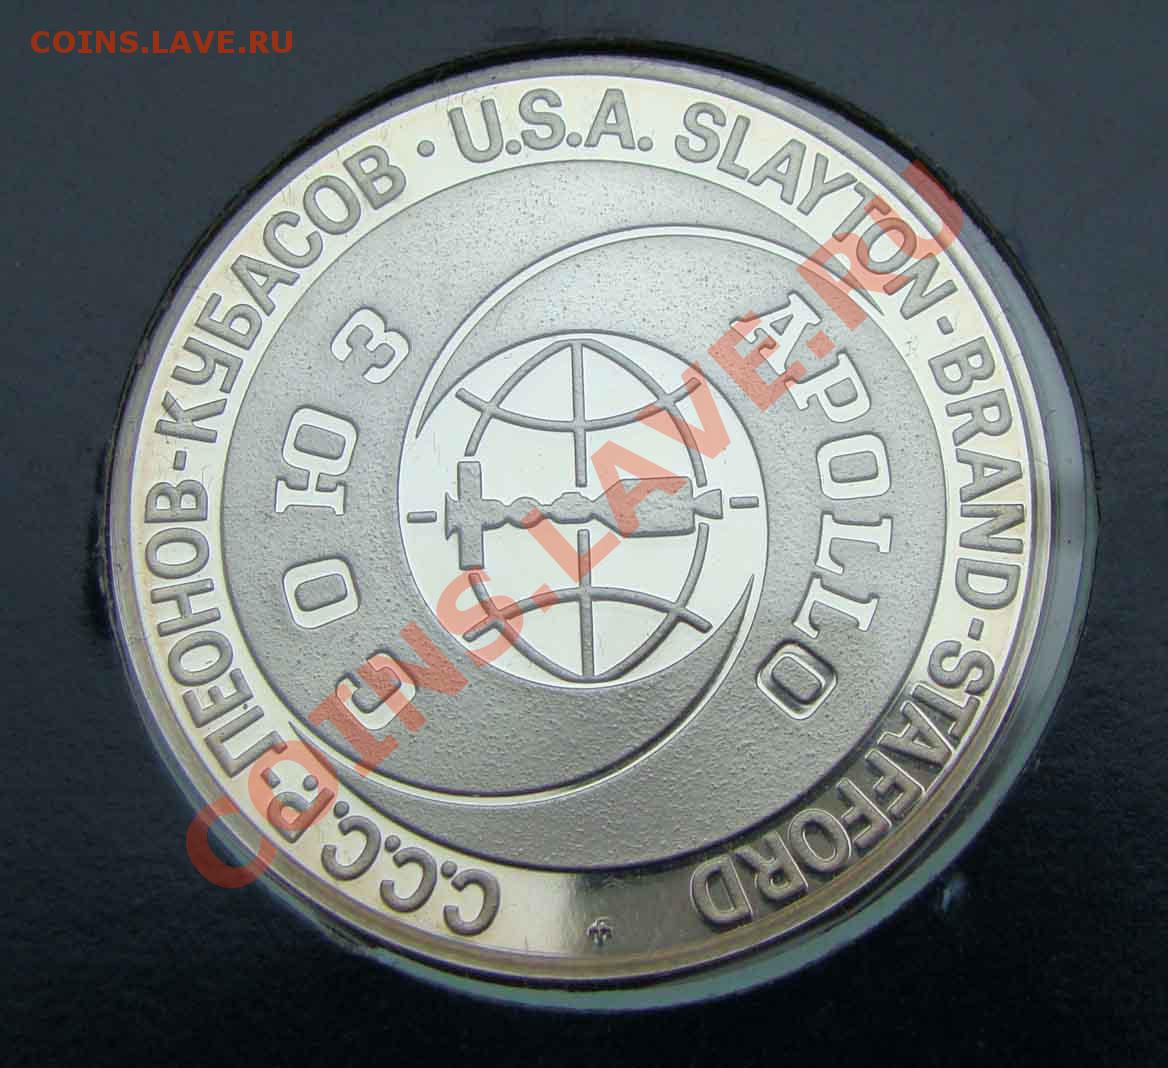 COINS.LAVE.RU
С.С.С.Р: ЛЕОНОВ-КУБАСОВ · U.S.A. SLAYTON-BRAND-STAFFORD
СОЮЗ
APOLLO
COINS.LAVE.RU